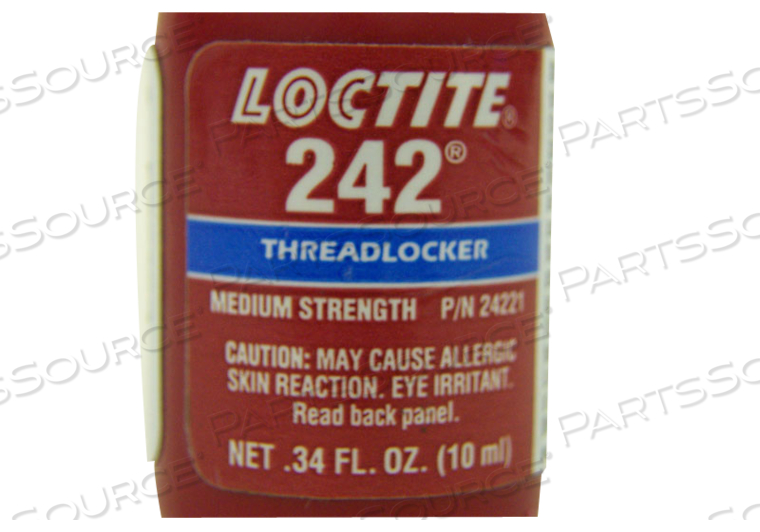 LOCTITE®
242®
THREADLOCKER
MEDIUM STRENGTH P/N 24221
CAUTION: MAY CAUSE ALLERGIC
SKIN REACTION. EYE IRRITANT.
Read back panel.
NET .34 FL. OZ. (10 ml)
PARTSSOURCE